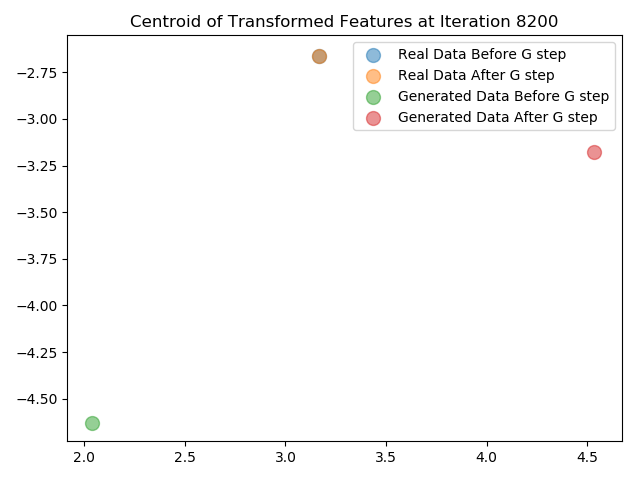 Centroid of Transformed Features at Iteration 8200
Real Data Before G step
Real Data After G step
Generated Data Before G step
Generated Data After G step
−2.75
−3.00
−3.25
−3.50
−3.75
−4.00
−4.25
−4.50
2.0 2.5 3.0 3.5 4.0 4.5